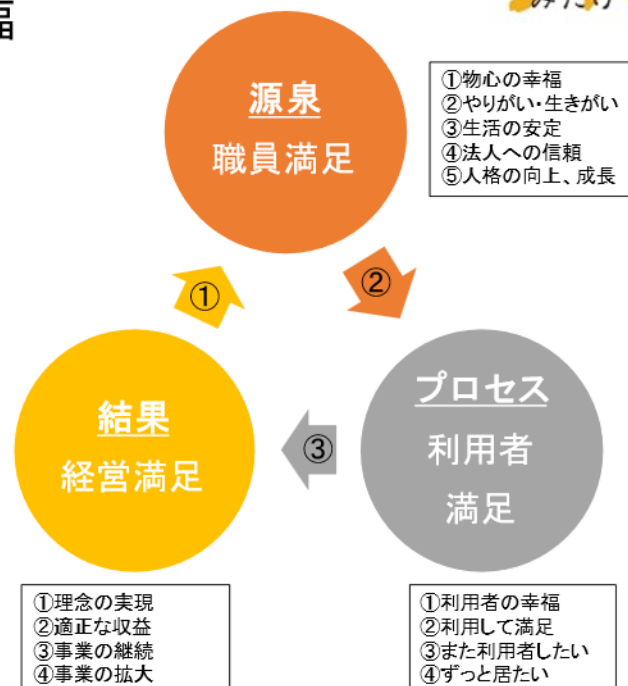 福
源泉
職員満足
①物心の幸福
②やりがい・生きがい
③生活の安定
④法人への信頼
⑤人格の向上、成長
①
②
結果
経営満足
③
プロセス
利用者
満足
①理念の実現
②適正な収益
③事業の継続
④事業の拡大
①利用者の幸福
②利用して満足
③また利用者したい
④ずっと居たい